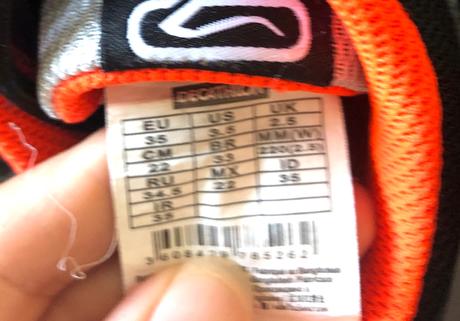 DECATHLON
EU US UK
35 3.5 2.5
CM BR MM(W)
22 33 220(2.5)
RU MX ID
34.5 22 35
IR
35
3608419785262